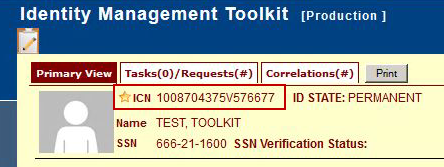 Identity Management Toolkit [Production ]
Primary View Tasks(0)/Requests(#) Correlations(#) Print
ICN 1008704375V576677 ID STATE: PERMANENT
Name TEST, TOOLKIT
SSN 666-21-1600 SSN Verification Status: